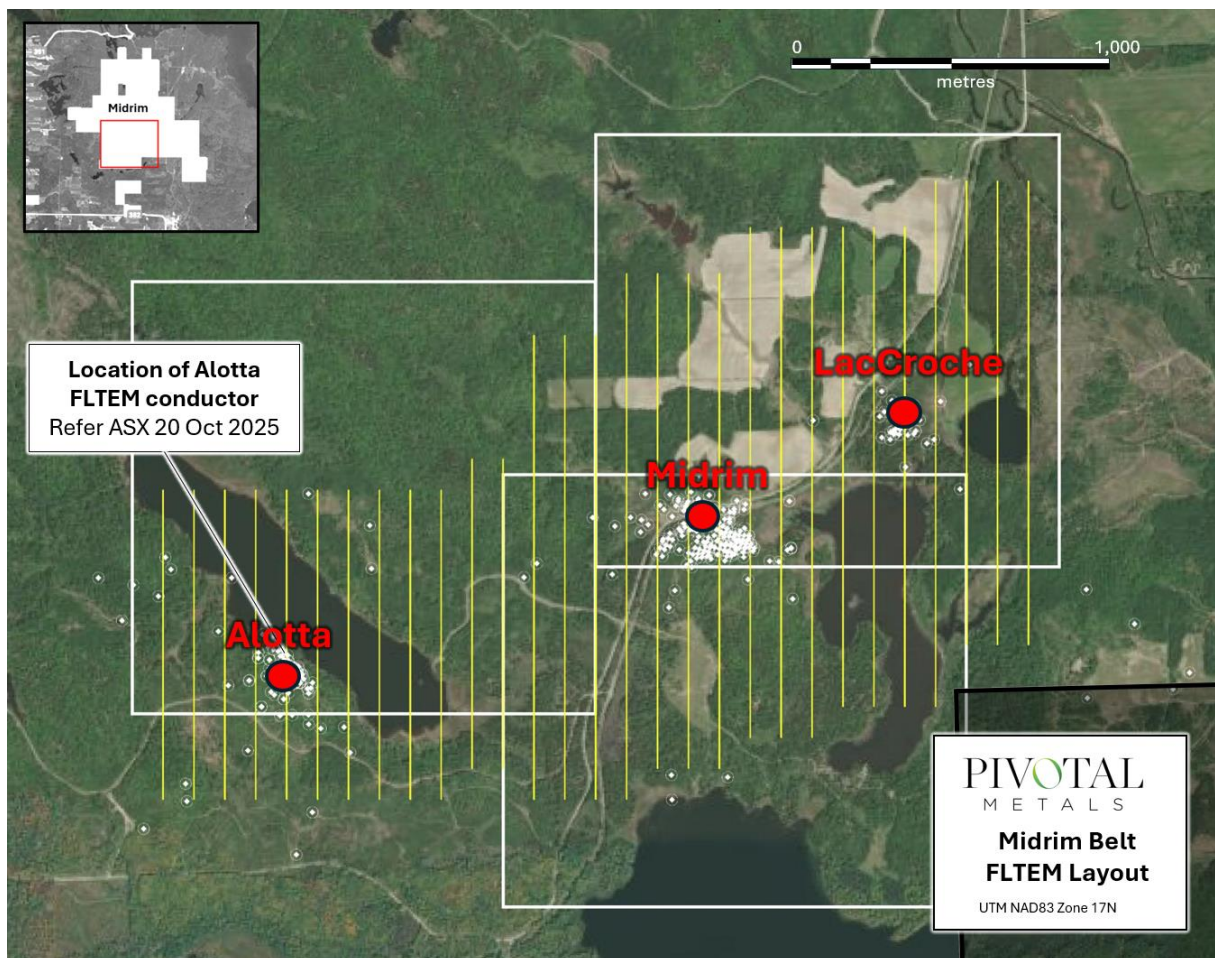 Midrim
382
0 1,000
metres
Location of Alotta
FLTEM conductor
Refer ASX 20 Oct 2025
LacCroche
Midrim
Alotta
PIVOTAL
METALS
Midrim Belt
FLTEM Layout
UTM NAD83 Zone 17N